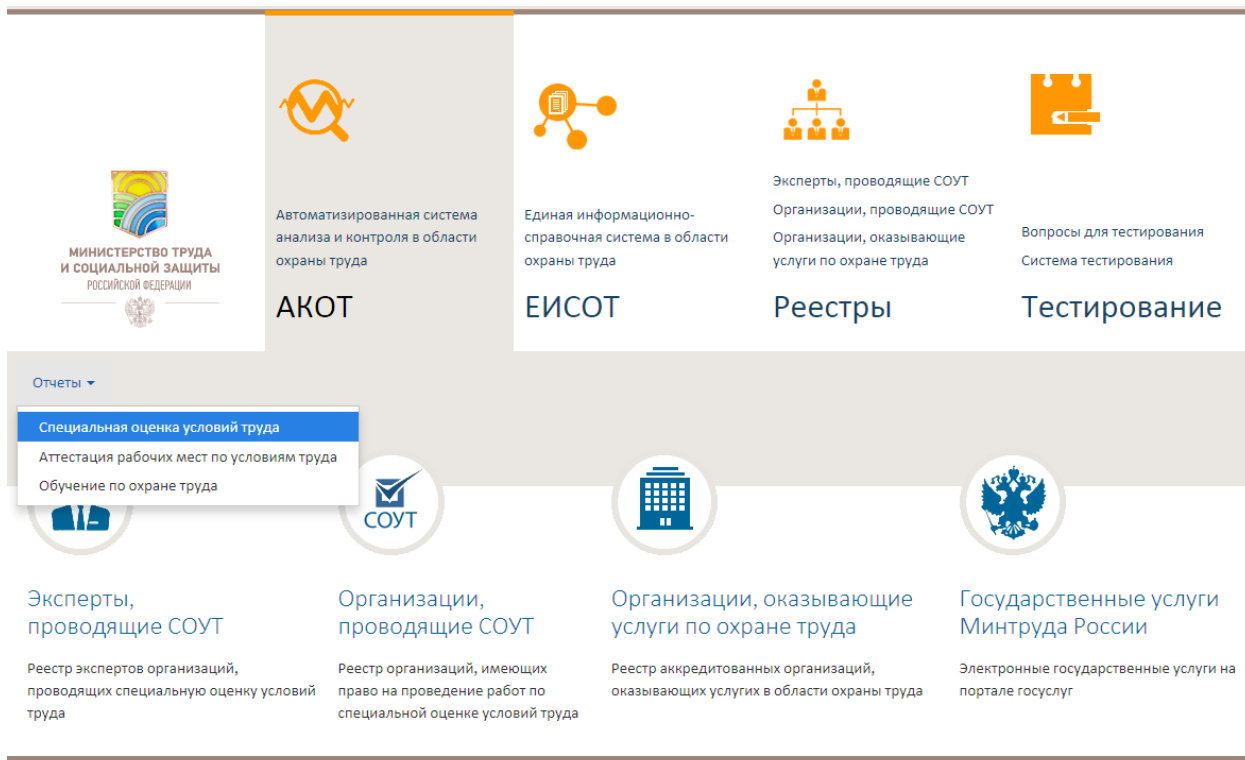 МИНИСТЕРСТВО ТРУДА
И СОЦИАЛЬНОЙ ЗАЩИТЫ
РОССИЙСКОЙ ФЕДЕРАЦИИ
Автоматизированная система
анализа и контроля в области
охраны труда
АКОТ
Единая информационно-
справочная система в области
охраны труда
ЕИСОТ
Эксперты, проводящие СОУТ
Организации, проводящие СОУТ
Организации, оказывающие
услуги по охране труда
Реестры
Вопросы для тестирования
Система тестирования
Тестирование
Отчеты
Специальная оценка условий труда
Аттестация рабочих мест по условиям труда
Обучение по охране труда
СОУТ
Эксперты,
проводящие СОУТ
Реестр экспертов организаций,
проводящих специальную оценку условий
труда
Организации,
проводящие СОУТ
Реестр организаций, имеющих
право на проведение работ по
специальной оценке условий труда
Организации, оказывающие
услуги по охране труда
Реестр аккредитованных организаций,
оказывающих услугих в области охраны труда
Государственные услуги
Минтруда России
Электронные государственные услуги на
портале госуслуг